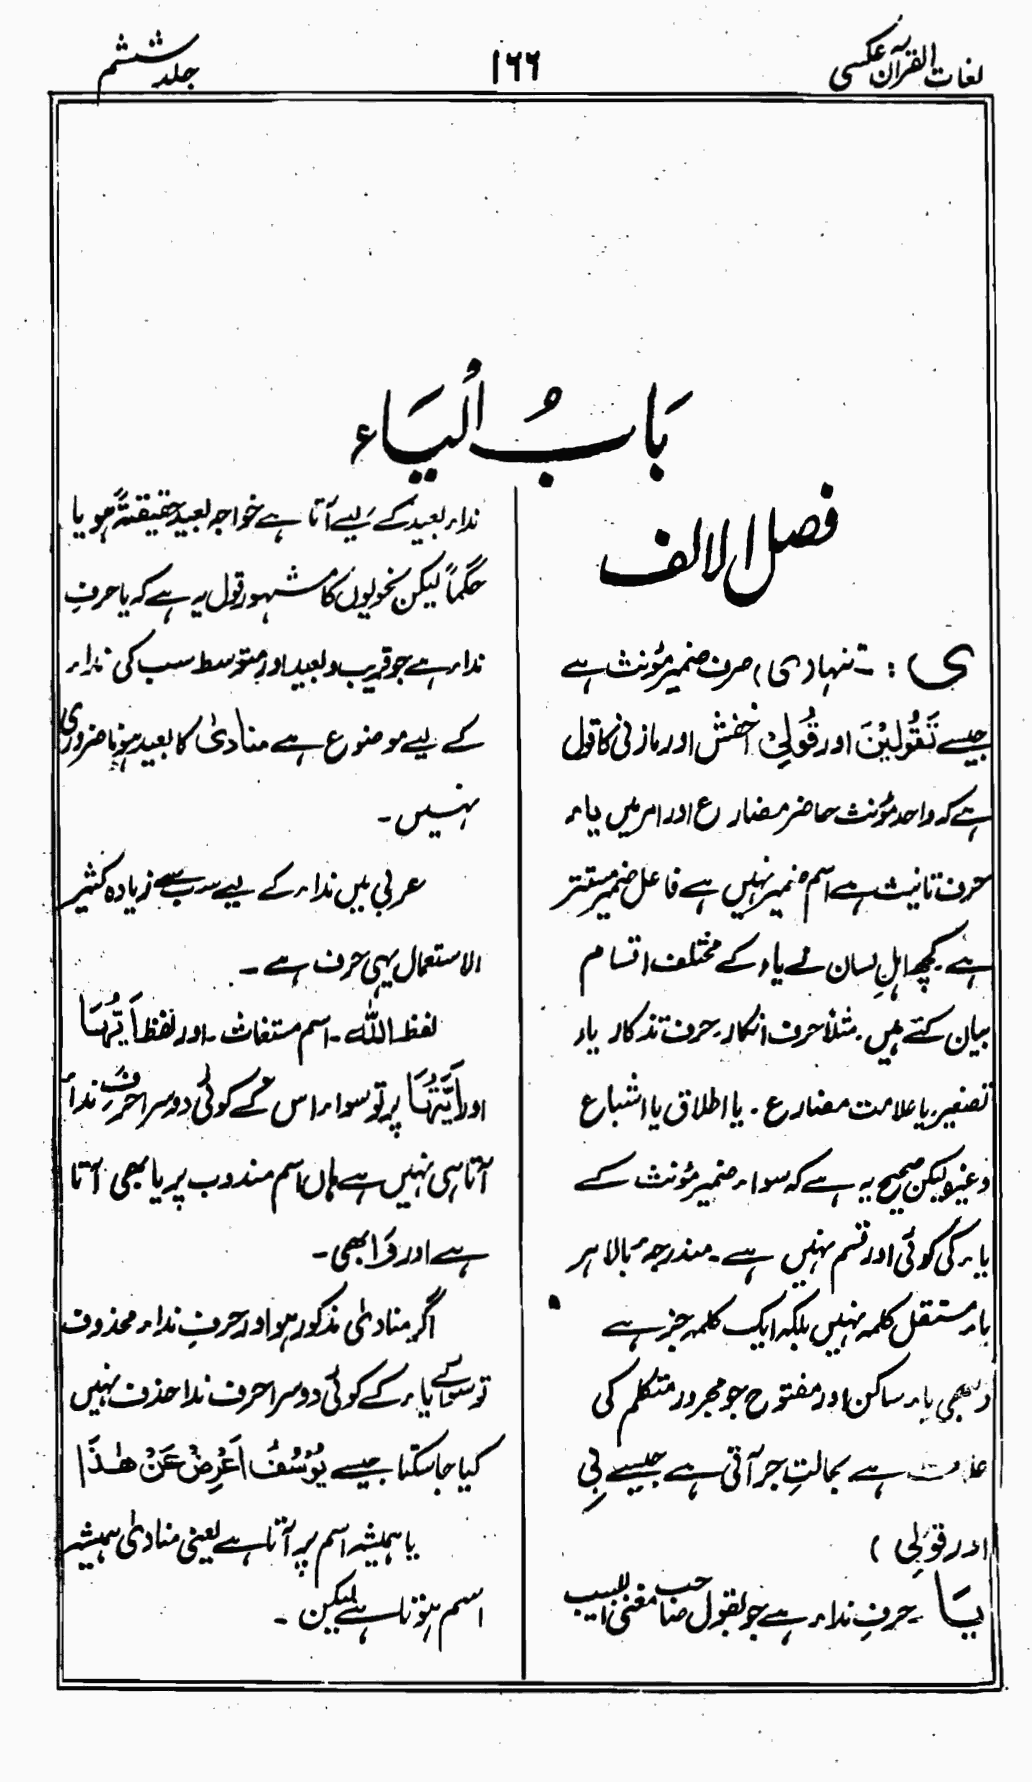 لغات القرآن عکسی
۱۶۶
جلد ششم
بَابُ الْیَاء
فصل الالف
ی : ــ تنہا دی) صرف ضمیر مؤنث ہے
جیسے تَقُولِیْنَ اور قُولِیْ اخفش اور مازنی کا قول
ہے کہ واحد مؤنث حاضر مضارع اور امر میں یاء
حرف تانیث ہے اسم ضمیر نہیں ہے فاعل ضمیر مستتر
ہے کچھ اہلِ لسان نے یاء کے مختلف اقسام
بیان کئے ہیں۔ مثلاً حرف انکار۔ حرف تذکار یاء
تصغیر یا علامت مضارع۔ یا اطلاق یا اشباع
وغیرہ لیکن صحیح یہ ہے کہ سواء ضمیر مؤنث کے
یاء کی کوئی اور قسم نہیں ہے۔ مندرجہ بالا ہر
یاء مستقل کلمہ نہیں بلکہ ایک کلمہ جز ہے
(کبھی یاء ساکن اور مفتوح جو مجرور متکلم کی
علامت ہے بحالتِ جر آتی ہے جیسے بِی
اور قولِی )
یَا ۔ حرفِ نداء ہے جو بقول صاحب مغنی اللبیب
نداء بعید کے لیے آتا ہے خواہ بعید حقیقۃً ہو یا
حکماً لیکن نحویوں کا مشہور قول یہ ہے کہ یا حرفِ
نداء ہے جو قریب و بعید اور متوسط سب کی نداء
کے لیے موضوع ہے منادیٰ کا بعید ہونا ضروری
نہیں۔
عربی میں نداء کے لیے سب سے زیادہ کثیر
الاستعمال یہی حرف ہے۔
لفظ اللہ۔ اسم مستغاث۔ اور لفظ اَیُّہَا
اور اَیَّتُہَا پر تو سواء اس کے کوئی دوسرا حرفِ نداء
آتا ہی نہیں ہے ہاں اسم مندوب پر یا بھی آتا
ہے اور وَا بھی۔
اگر منادیٰ مذکور ہو اور حرفِ نداء محذوف
تو سوائے یاء کے کوئی دوسرا حرف ندا حذف نہیں
کیا جا سکتا جیسے یُوْسُفُ اَعْرِضْ عَنْ ھٰذَا
یا ہمیشہ اسم پر آتا ہے یعنی منادیٰ ہمیشہ
اسم ہوتا ہے لیکن ۔